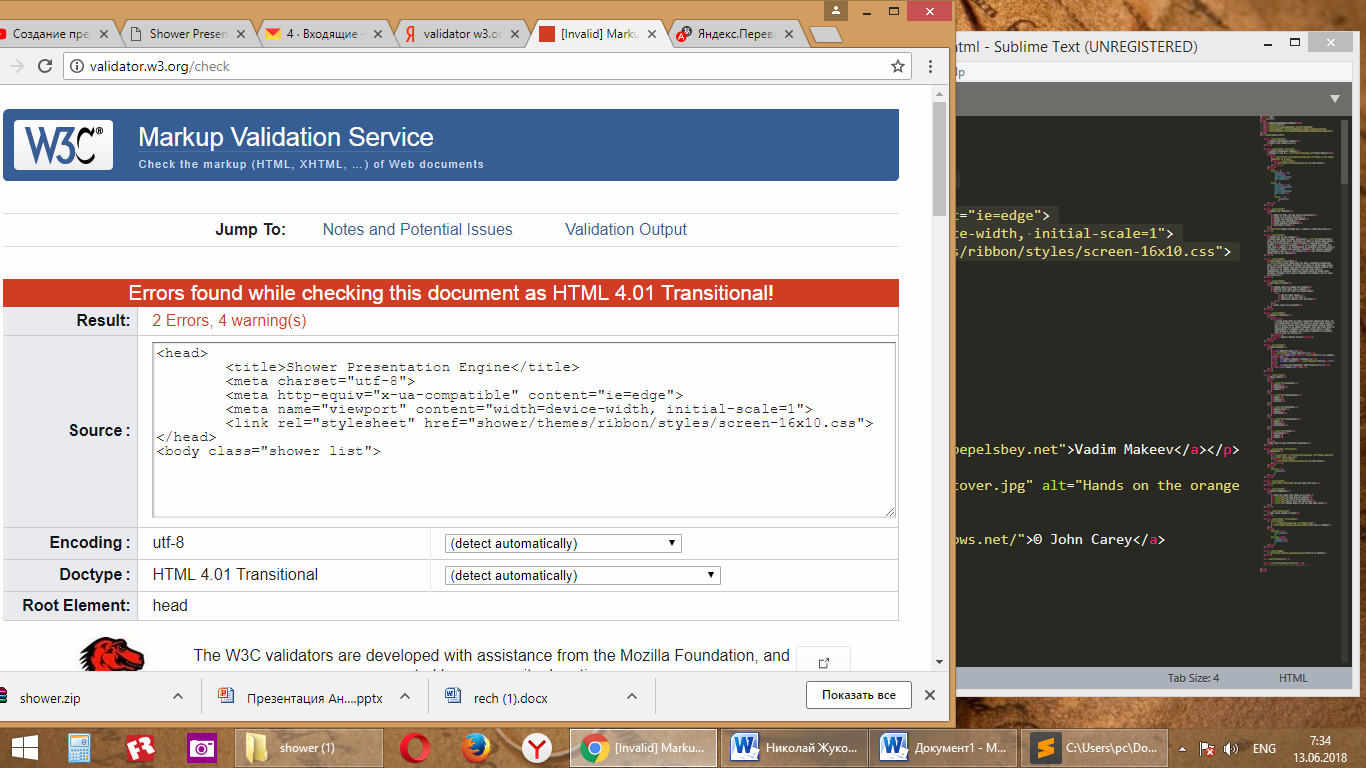 Создание пре
Shower Presen
4 · Входящие -
validator w3.or
[Invalid] Marku
Яндекс.Перев
validator.w3.org/check
html - Sublime Text (UNREGISTERED)
lp
W3C®
Markup Validation Service
Check the markup (HTML, XHTML, …) of Web documents
Jump To: Notes and Potential Issues Validation Output
Errors found while checking this document as HTML 4.01 Transitional!
Result: 2 Errors, 4 warning(s)
Source :
<head>
<title>Shower Presentation Engine</title>
<meta charset="utf-8">
<meta http-equiv="x-ua-compatible" content="ie=edge">
<meta name="viewport" content="width=device-width, initial-scale=1">
<link rel="stylesheet" href="shower/themes/ribbon/styles/screen-16x10.css">
</head>
<body class="shower list">
Encoding : utf-8 (detect automatically)
Doctype : HTML 4.01 Transitional (detect automatically)
Root Element: head
The W3C validators are developed with assistance from the Mozilla Foundation, and
t="ie=edge">
ce-width, initial-scale=1">
s/ribbon/styles/screen-16x10.css">
pepelsbey.net">Vadim Makeev</a></p>
cover.jpg" alt="Hands on the orange
ows.net/">© John Carey</a>
Tab Size: 4 HTML
shower.zip
Презентация Ан....pptx
rech (1).docx
Показать все
shower (1)
[Invalid] Marku...
Николай Жуко...
Документ1 - M...
C:\Users\pc\Do...
ENG
7:34
13.06.2018